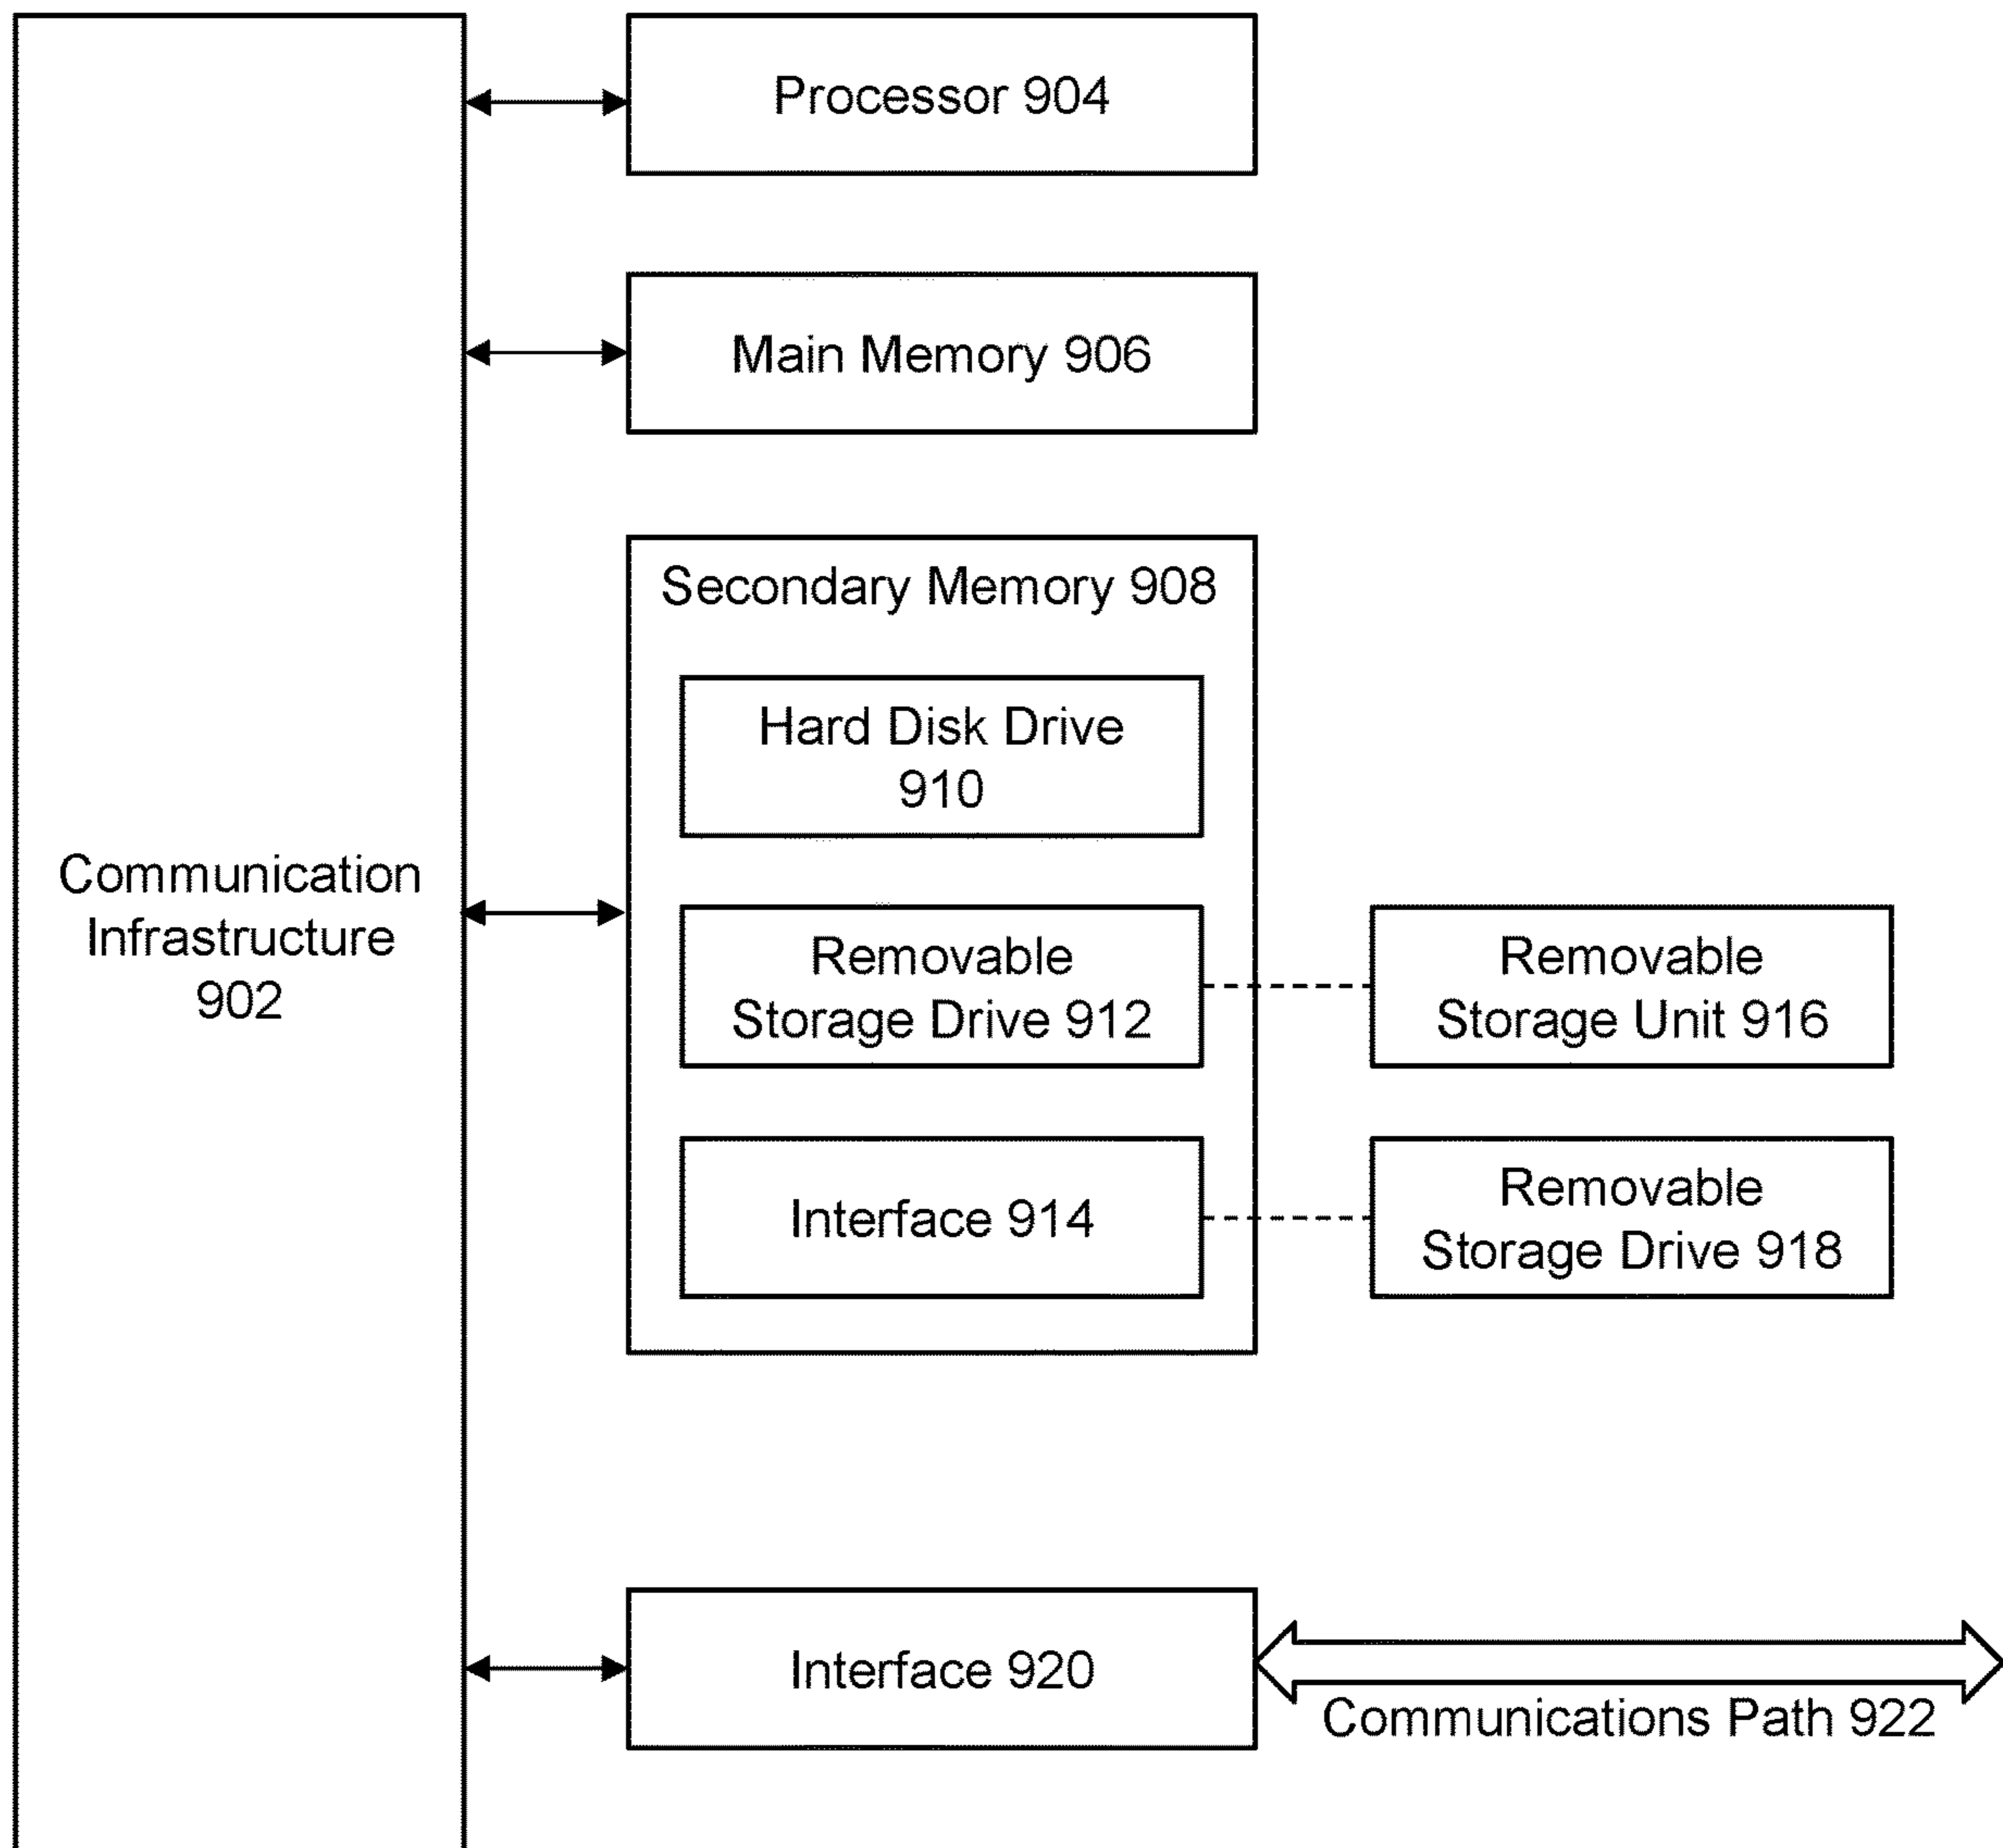 Processor 904
Main Memory 906
Secondary Memory 908
Hard Disk Drive
910
Communication
Infrastructure
902
Removable
Storage Drive 912
Removable
Storage Unit 916
Interface 914
Removable
Storage Drive 918
Interface 920
Communications Path 922